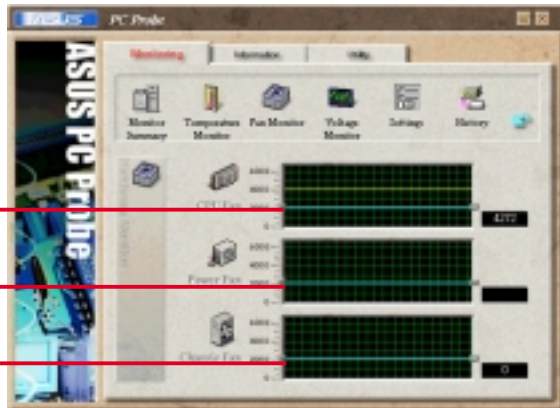 ASUS PC Probe
Monitoring Information Utility
Monitor Summary
Temperature Monitor
Fan Monitor
Voltage Monitor
Settings
History
ASUS PC Probe
CPU Fan
4272
Power Fan
Chassis Fan
0